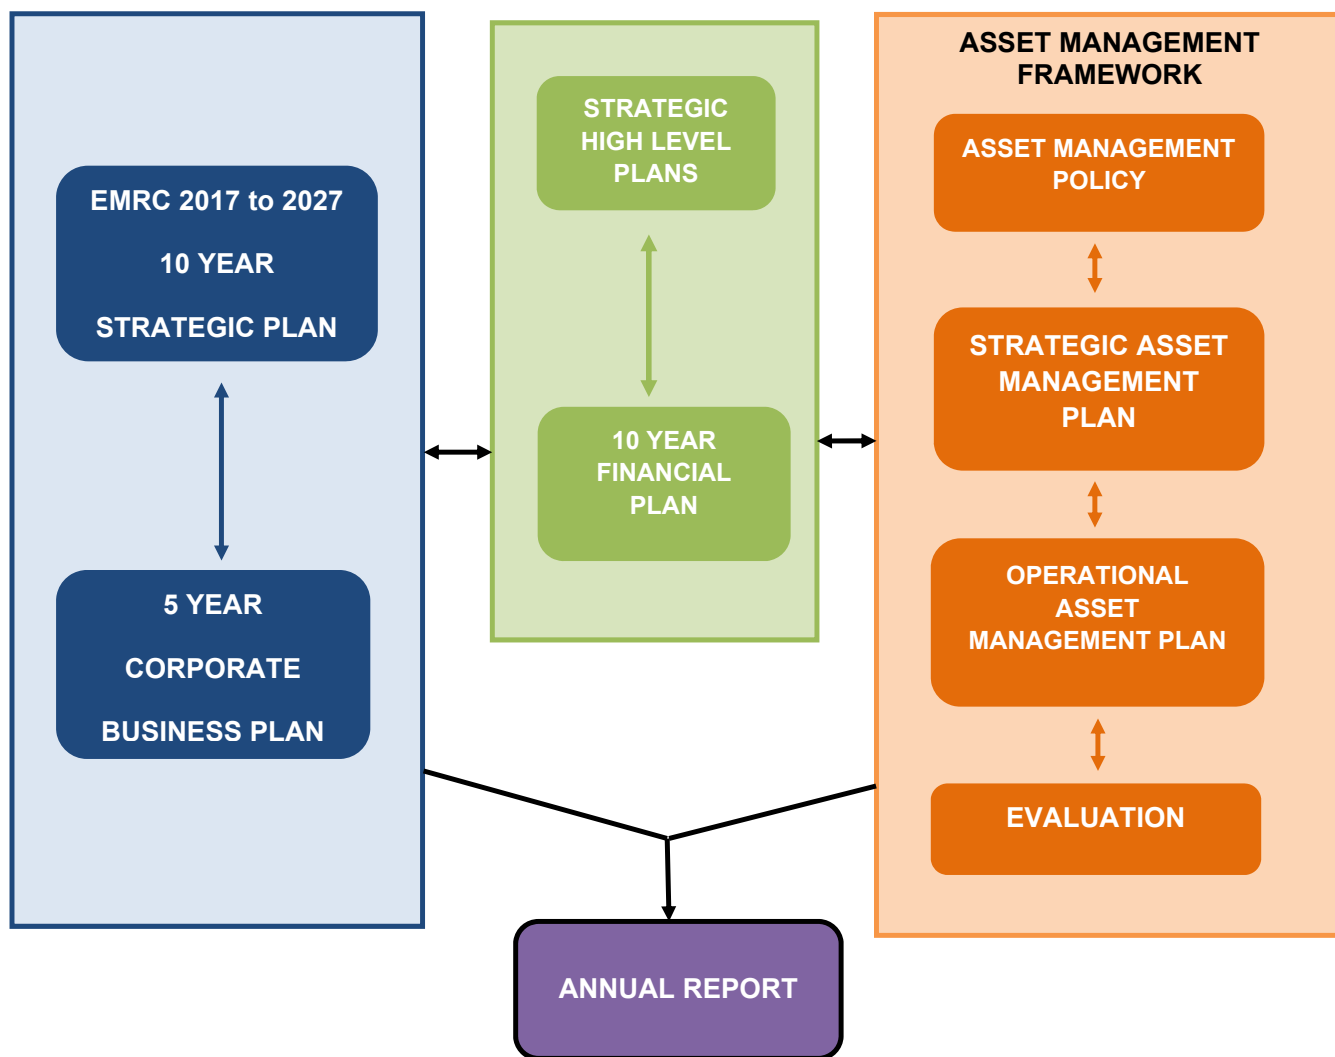 EMRC 2017 to 2027
10 YEAR
STRATEGIC PLAN
5 YEAR
CORPORATE
BUSINESS PLAN
STRATEGIC
HIGH LEVEL
PLANS
10 YEAR
FINANCIAL
PLAN
ASSET MANAGEMENT
FRAMEWORK
ASSET MANAGEMENT
POLICY
STRATEGIC ASSET
MANAGEMENT
PLAN
OPERATIONAL
ASSET
MANAGEMENT PLAN
EVALUATION
ANNUAL REPORT